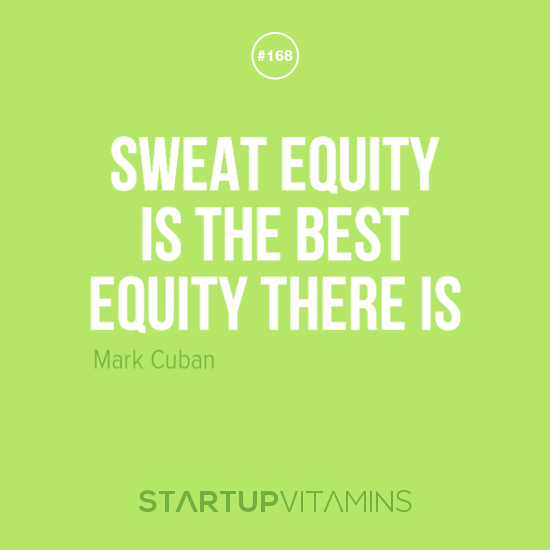 #168
SWEAT EQUITY
IS THE BEST
EQUITY THERE IS
Mark Cuban
STARTUPVITAMINS